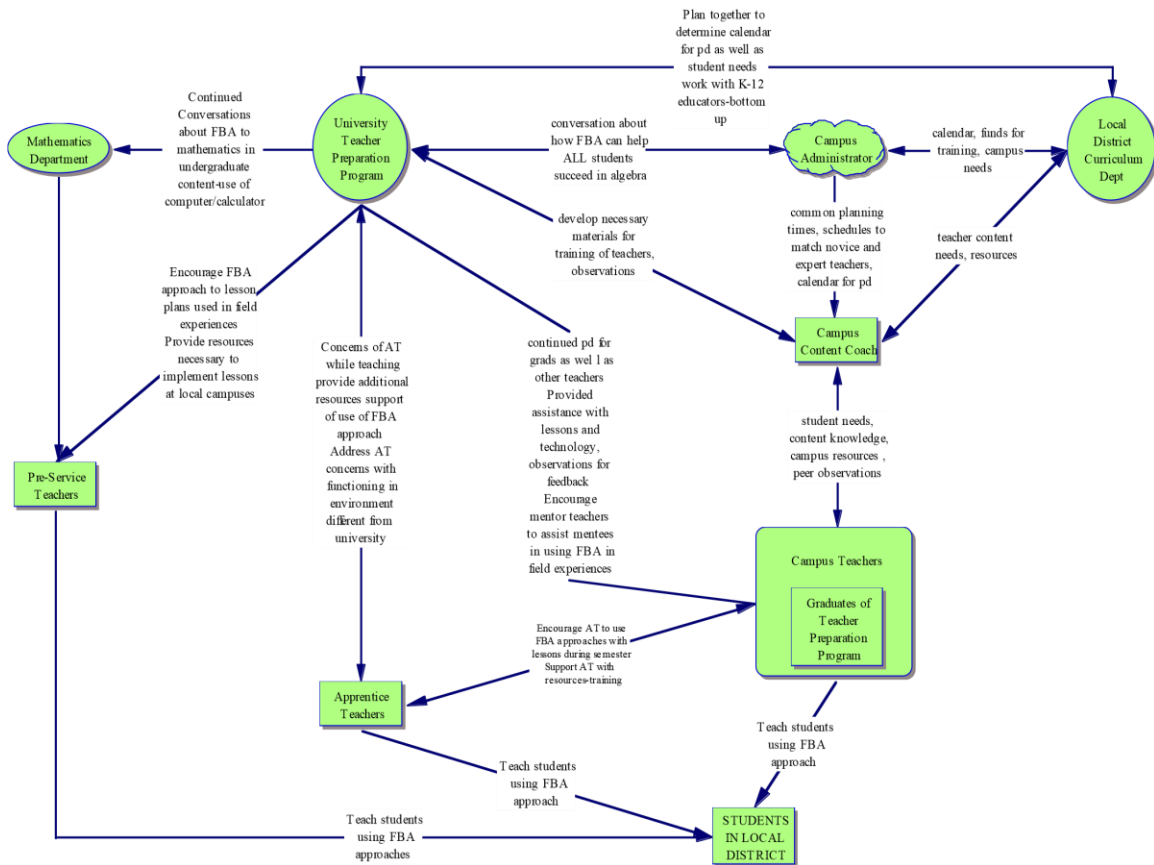 Plan together to
determine calendar
for pd as well as
student needs
work with K-12
educators-bottom
up
Continued
Conversations
about FBA to
mathematics in
undergraduate
content-use of
computer/calculator
Mathematics
Department
University
Teacher
Preparation
Program
conversation about
how FBA can help
ALL students
succeed in algebra
Campus
Administrator
calendar, funds for
training, campus
needs
Local
District
Curriculum
Dept
develop necessary
materials for
training of teachers,
observations
common planning
times, schedules to
match novice and
expert teachers,
calendar for pd
teacher content
needs, resources
Encourage FBA
approach to lesson
plans used in field
experiences
Provide resources
necessary to
implement lessons
at local campuses
Concerns of AT
while teaching
provide additional
resources support
of use of FBA
approach
Address AT
concerns with
functioning in
environment
different from
university
continued pd for
grads as wel l as
other teachers
Provided
assistance with
lessons and
technology,
observations for
feedback
Encourage
mentor teachers
to assist mentees
in using FBA in
field experiences
Campus
Content Coach
student needs,
content knowledge,
campus resources ,
peer observations
Pre-Service
Teachers
Campus Teachers
Graduates of
Teacher
Preparation
Program
Encourage AT to use
FBA approaches with
lessons during semester
Support AT with
resources-training
Apprentice
Teachers
Teach students
using FBA
approach
Teach students
using FBA
approach
Teach students
using FBA
approaches
STUDENTS
IN LOCAL
DISTRICT